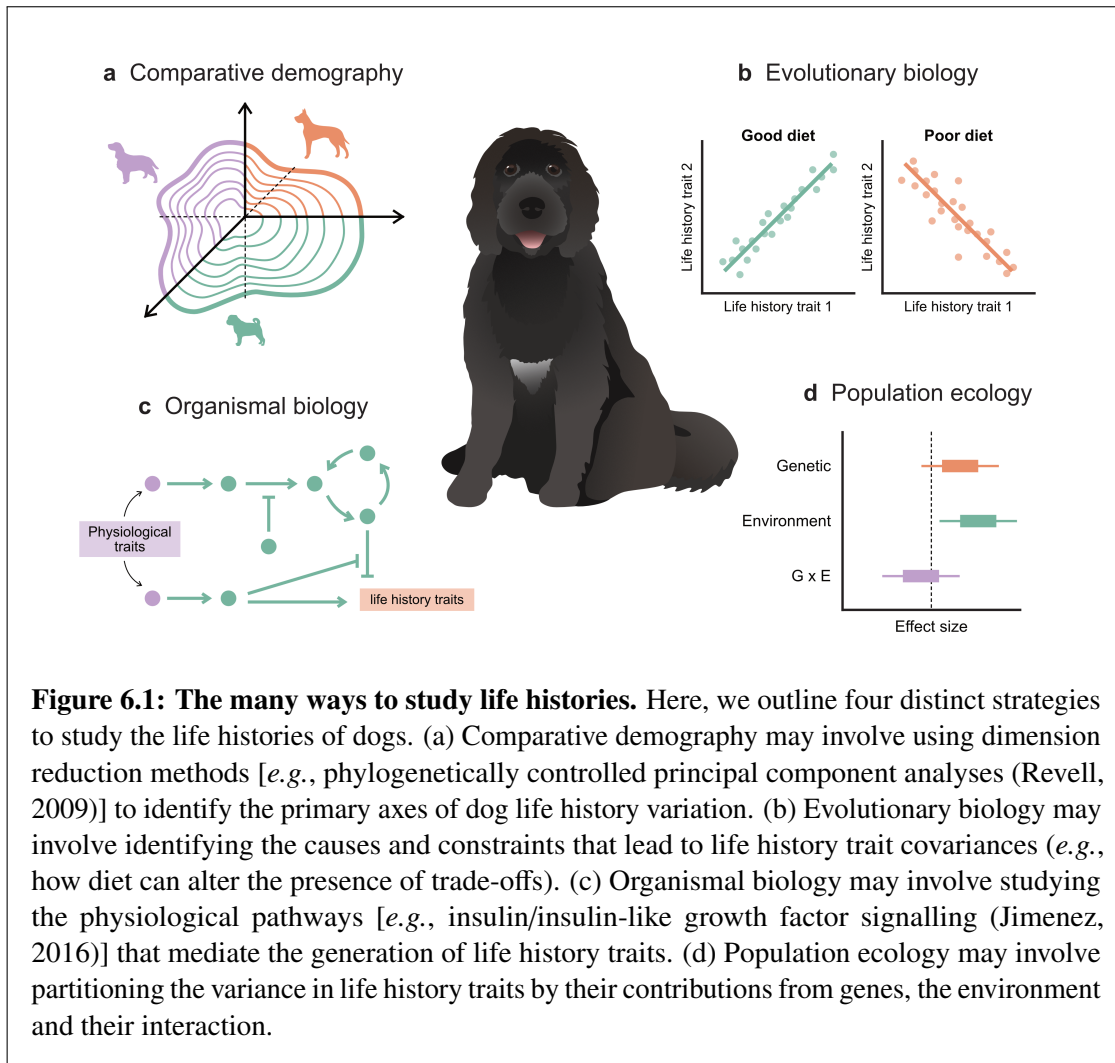 a Comparative demography
b Evolutionary biology
Good diet
Poor diet
Life history trait 2
Life history trait 2
Life history trait 1
Life history trait 1
c Organismal biology
Physiological
traits
life history traits
d Population ecology
Genetic
Environment
G x E
Effect size
Figure 6.1: The many ways to study life histories. Here, we outline four distinct strategies
to study the life histories of dogs. (a) Comparative demography may involve using dimension
reduction methods [e.g., phylogenetically controlled principal component analyses (Revell,
2009)] to identify the primary axes of dog life history variation. (b) Evolutionary biology may
involve identifying the causes and constraints that lead to life history trait covariances (e.g.,
how diet can alter the presence of trade-offs). (c) Organismal biology may involve studying
the physiological pathways [e.g., insulin/insulin-like growth factor signalling (Jimenez,
2016)] that mediate the generation of life history traits. (d) Population ecology may involve
partitioning the variance in life history traits by their contributions from genes, the environment
and their interaction.